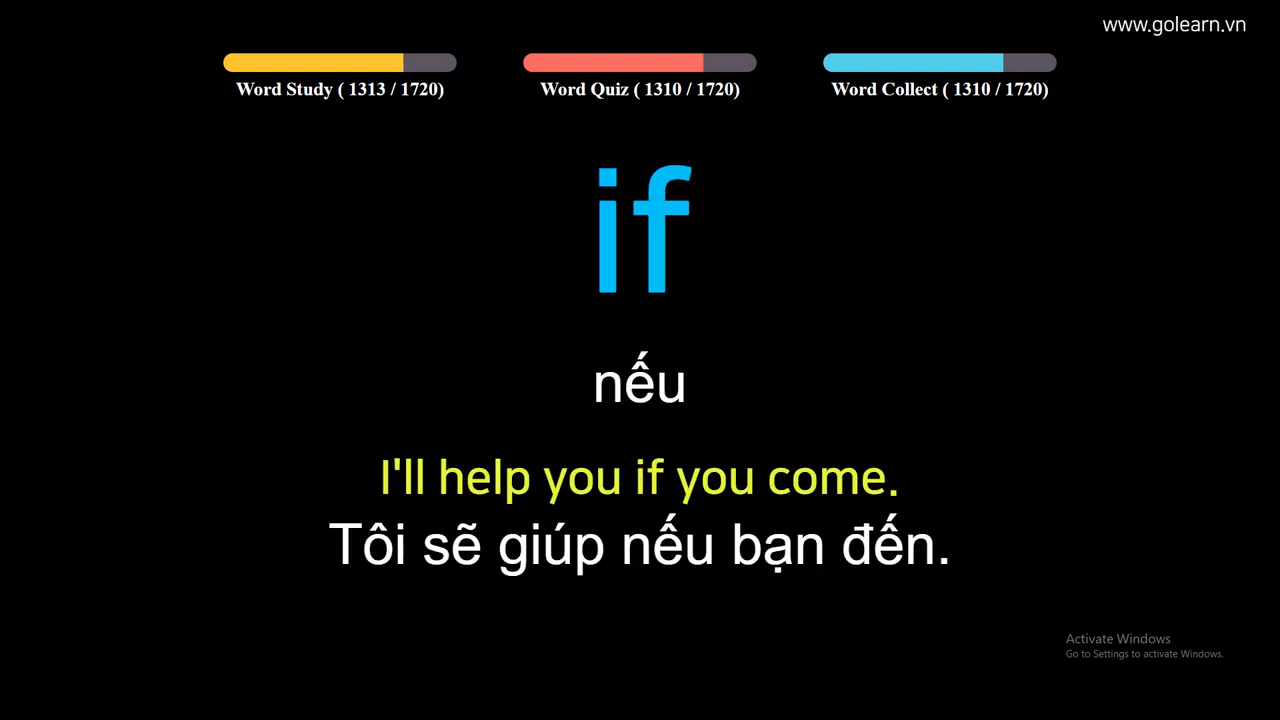 www.golearn.vn
Word Study ( 1313 / 1720)
Word Quiz ( 1310 / 1720)
Word Collect ( 1310 / 1720)
if
nếu
I'll help you if you come.
Tôi sẽ giúp nếu bạn đến.
Activate Windows
Go to Settings to activate Windows.